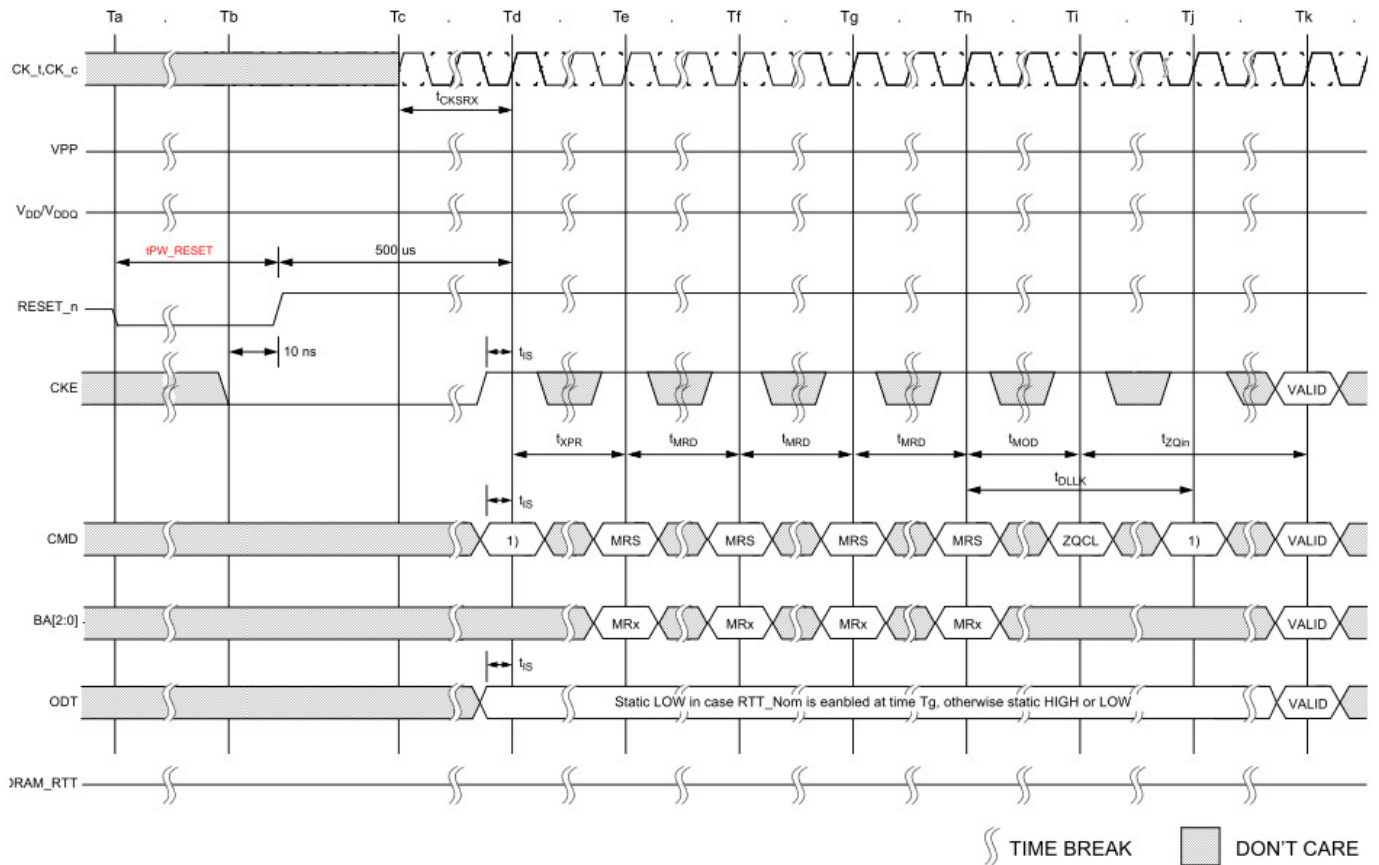 Ta . Tb Tc . Td . Te . Tf . Tg . Th . Ti . Tj . Tk .
CK_t,CK_c
tCKSRX
VPP
VDD/VDDQ
tPW_RESET 500 us
RESET_n
10 ns tIS
CKE VALID
tXPR tMRD tMRD tMRD tMOD tZQin
tDLLK
tIS
CMD 1) MRS MRS MRS MRS ZQCL 1) VALID
BA[2:0] MRx MRx MRx MRx VALID
tIS
ODT Static LOW in case RTT_Nom is eanbled at time Tg, otherwise static HIGH or LOW VALID
DRAM_RTT
TIME BREAK DON'T CARE